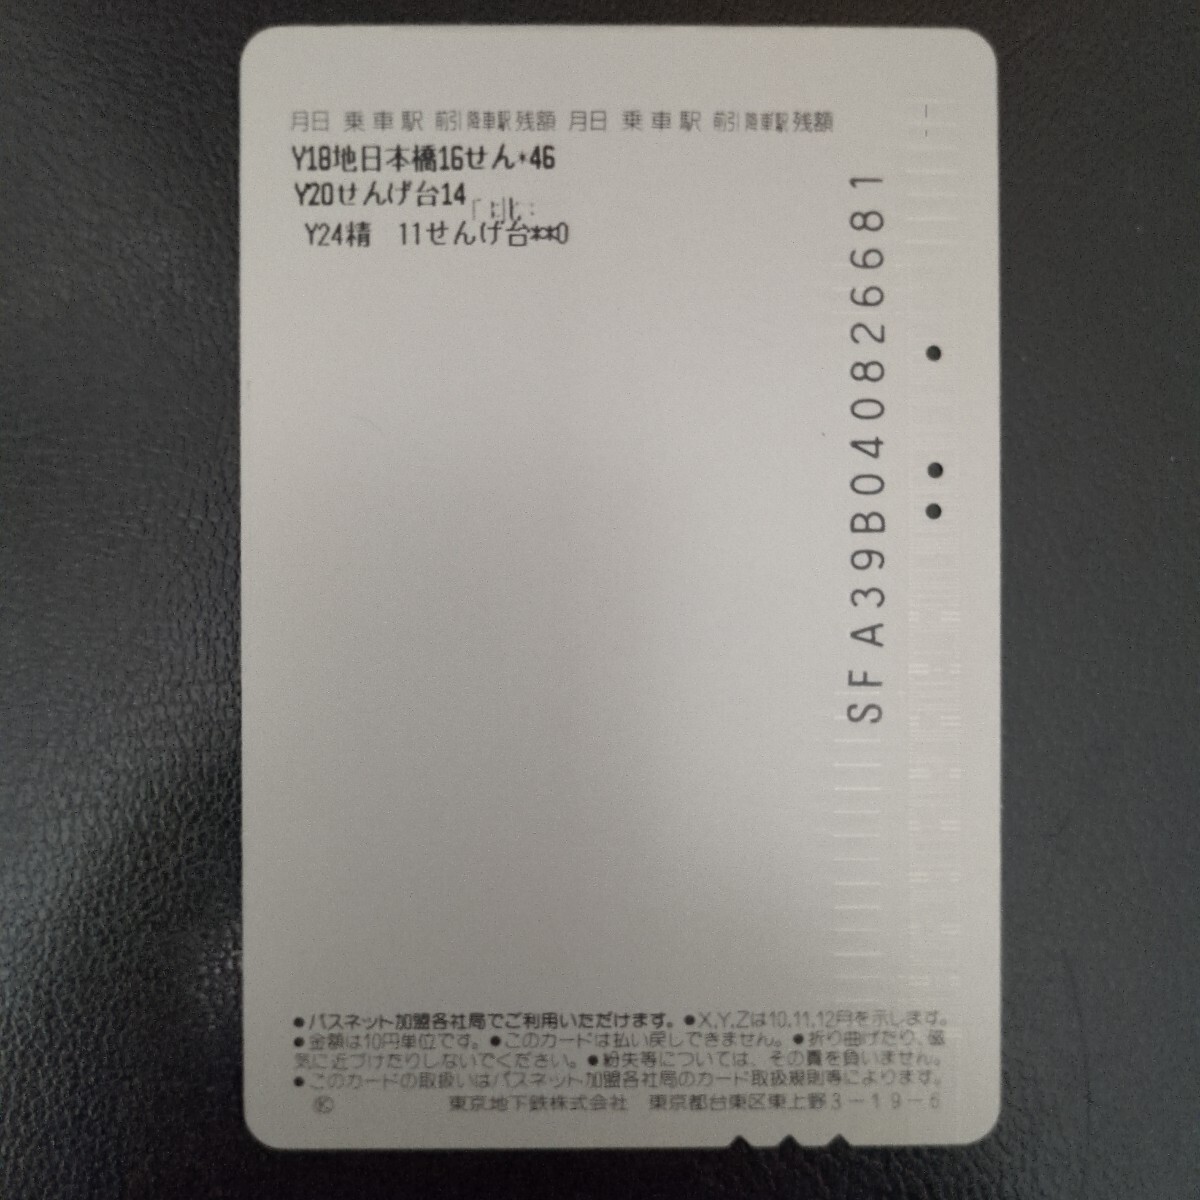 月日 乗車駅 前引降車駅残額 月日 乗車駅 前引降車駅残額
Y18地日本橋16せん*46
Y20せんげ台14
Y24精 11せんげ台**0
SFA39B040826681
●パスネット加盟各社局でご利用いただけます。●X,Y,Zは10,11,12月を示します。
●金額は10円単位です。●このカードは払い戻しできません。●折り曲げたり、磁
気に近づけたりしないでください。●紛失等については、その責を負いません。
●このカードの取扱いはパスネット加盟各社局のカード取扱規則等によります。
東京地下鉄株式会社 東京都台東区東上野3-19-6